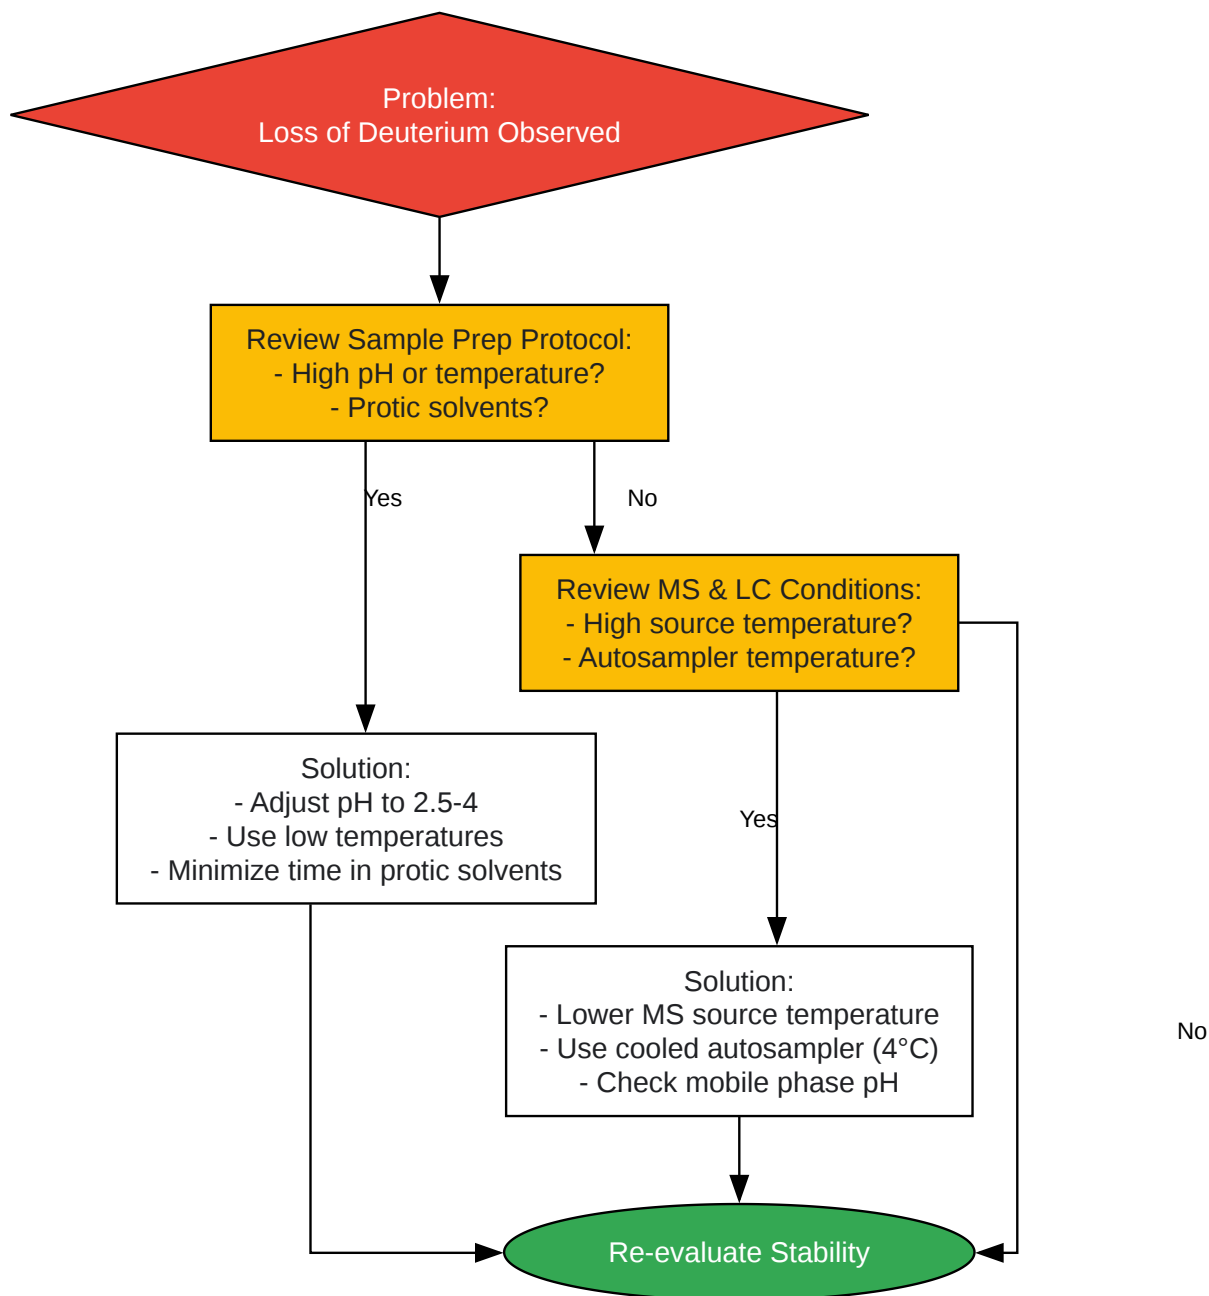 Problem:
Loss of Deuterium Observed
Review Sample Prep Protocol:
- High pH or temperature?
- Protic solvents?
Yes
No
Review MS & LC Conditions:
- High source temperature?
- Autosampler temperature?
Solution:
- Adjust pH to 2.5-4
- Use low temperatures
- Minimize time in protic solvents
Yes
Solution:
- Lower MS source temperature
- Use cooled autosampler (4°C)
- Check mobile phase pH
No
Re-evaluate Stability